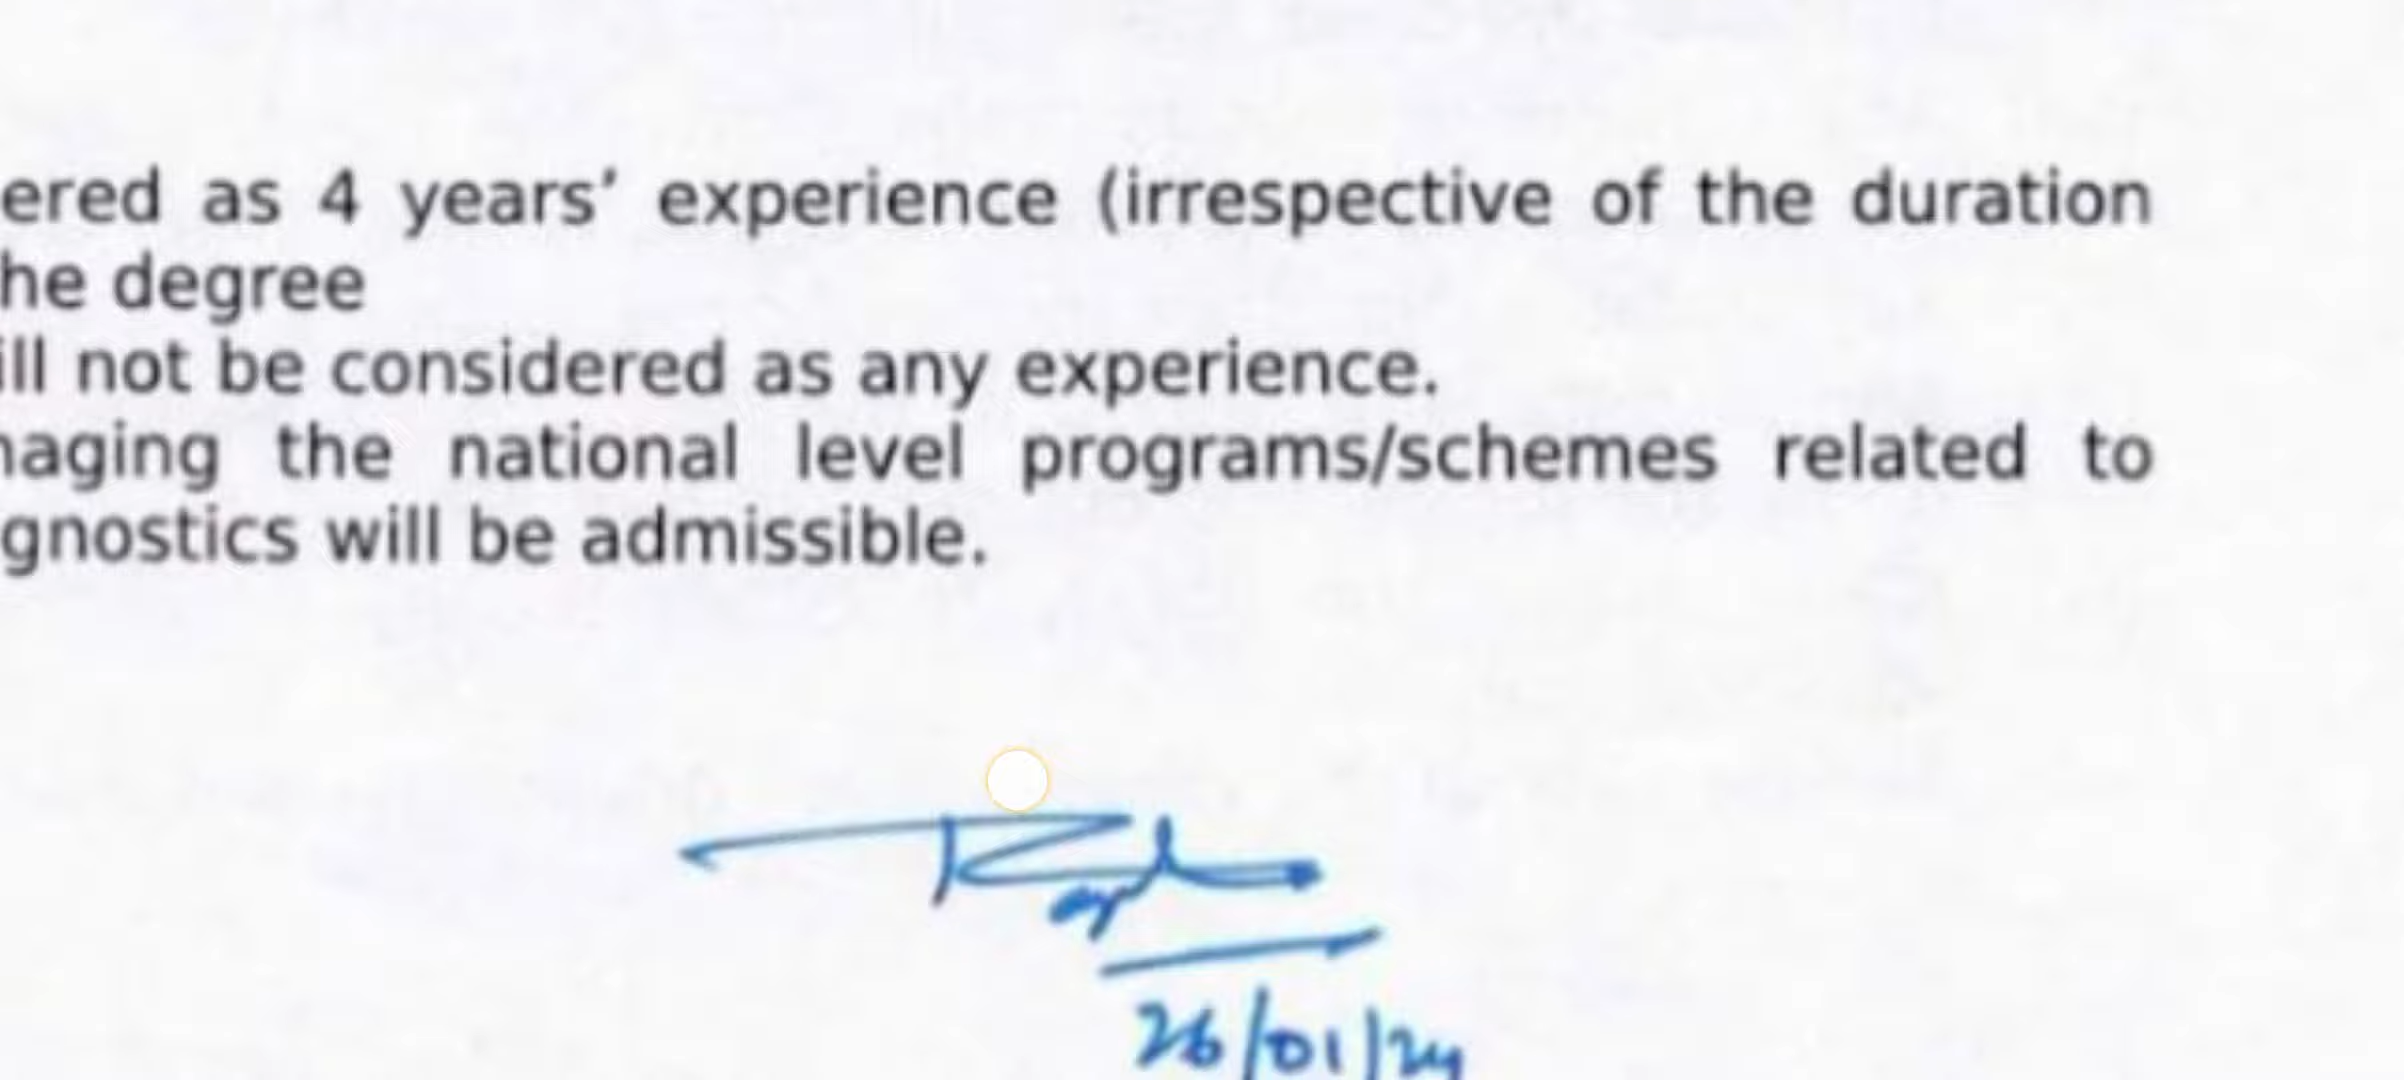 ered as 4 years’ experience (irrespective of the duration
he degree
ill not be considered as any experience.
naging the national level programs/schemes related to
gnostics will be admissible.
26/01/24